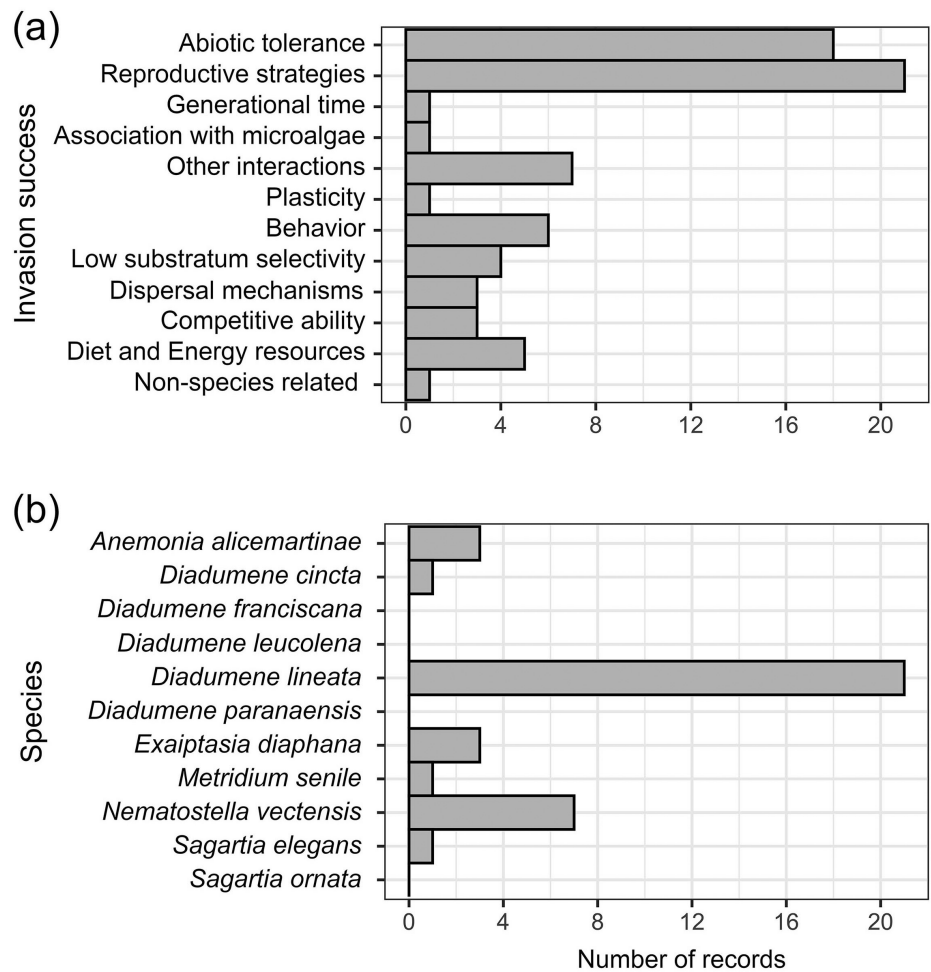 (a)
Invasion success
Abiotic tolerance
Reproductive strategies
Generational time
Association with microalgae
Other interactions
Plasticity
Behavior
Low substratum selectivity
Dispersal mechanisms
Competitive ability
Diet and Energy resources
Non-species related
0 4 8 12 16 20
(b)
Species
Anemonia alicemartinae
Diadumene cincta
Diadumene franciscana
Diadumene leucolena
Diadumene lineata
Diadumene paranaensis
Exaiptasia diaphana
Metridium senile
Nematostella vectensis
Sagartia elegans
Sagartia ornata
0 4 8 12 16 20
Number of records